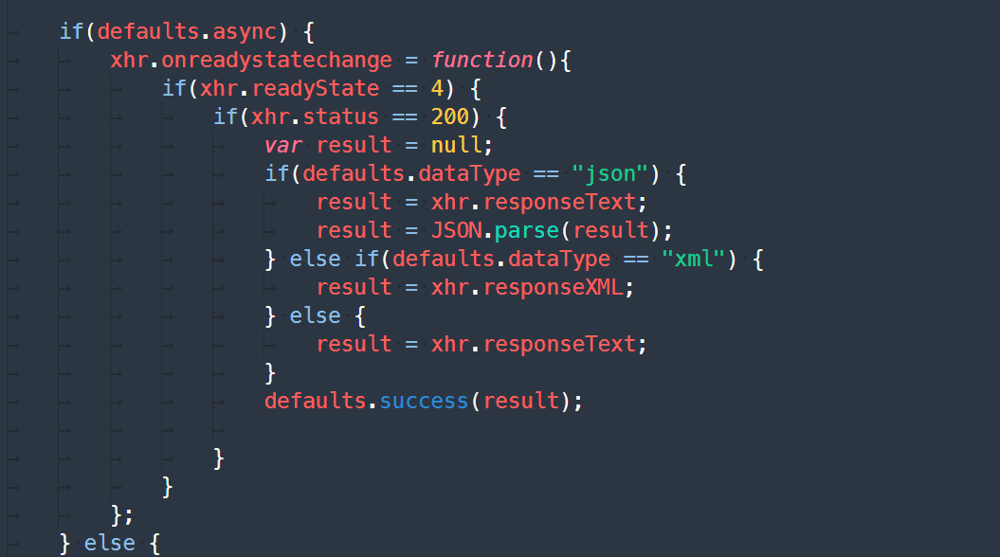 if(defaults.async) {
xhr.onreadystatechange = function(){
if(xhr.readyState == 4) {
if(xhr.status == 200) {
var result = null;
if(defaults.dataType == "json") {
result = xhr.responseText;
result = JSON.parse(result);
} else if(defaults.dataType == "xml") {
result = xhr.responseXML;
} else {
result = xhr.responseText;
}
defaults.success(result);
}
}
};
} else {